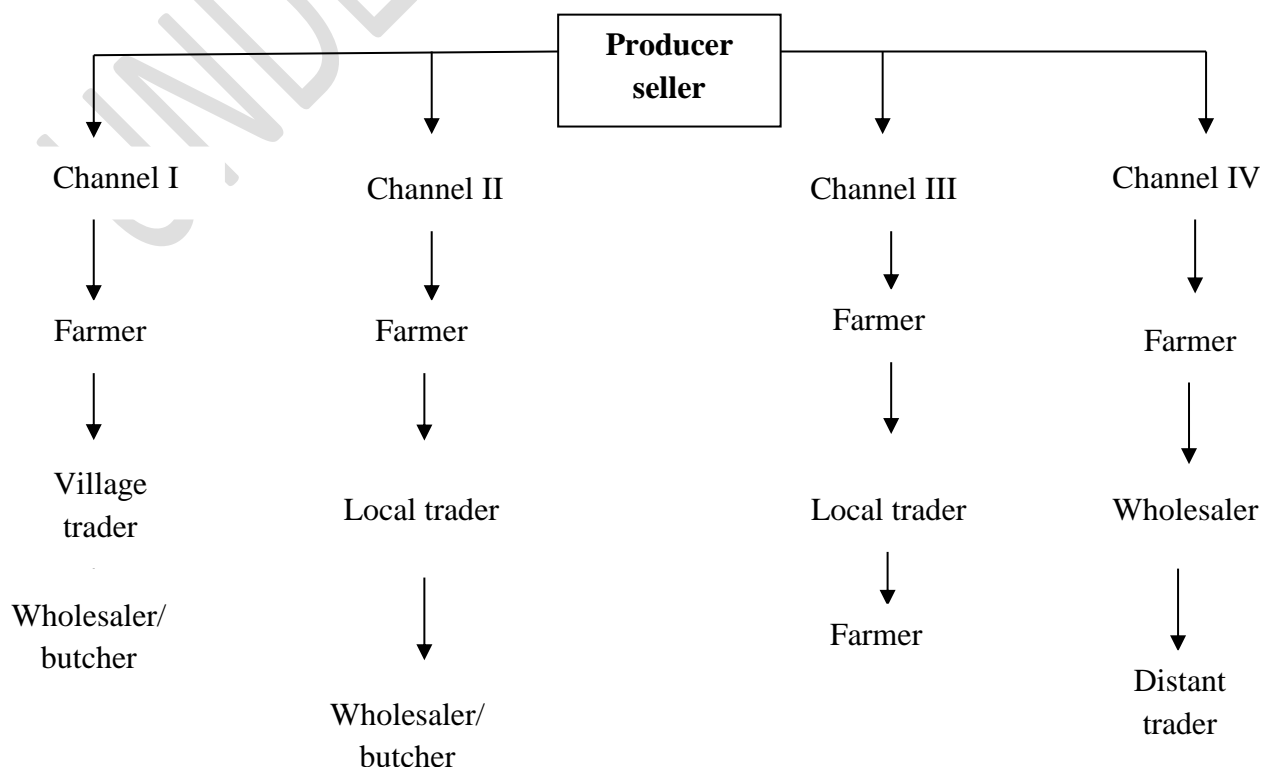 Producer
seller
Channel I
Channel II
Channel III
Channel IV
Farmer
Farmer
Farmer
Farmer
Village
trader
Local trader
Local trader
Wholesaler
Wholesaler/
butcher
Wholesaler/
butcher
Farmer
Distant
trader